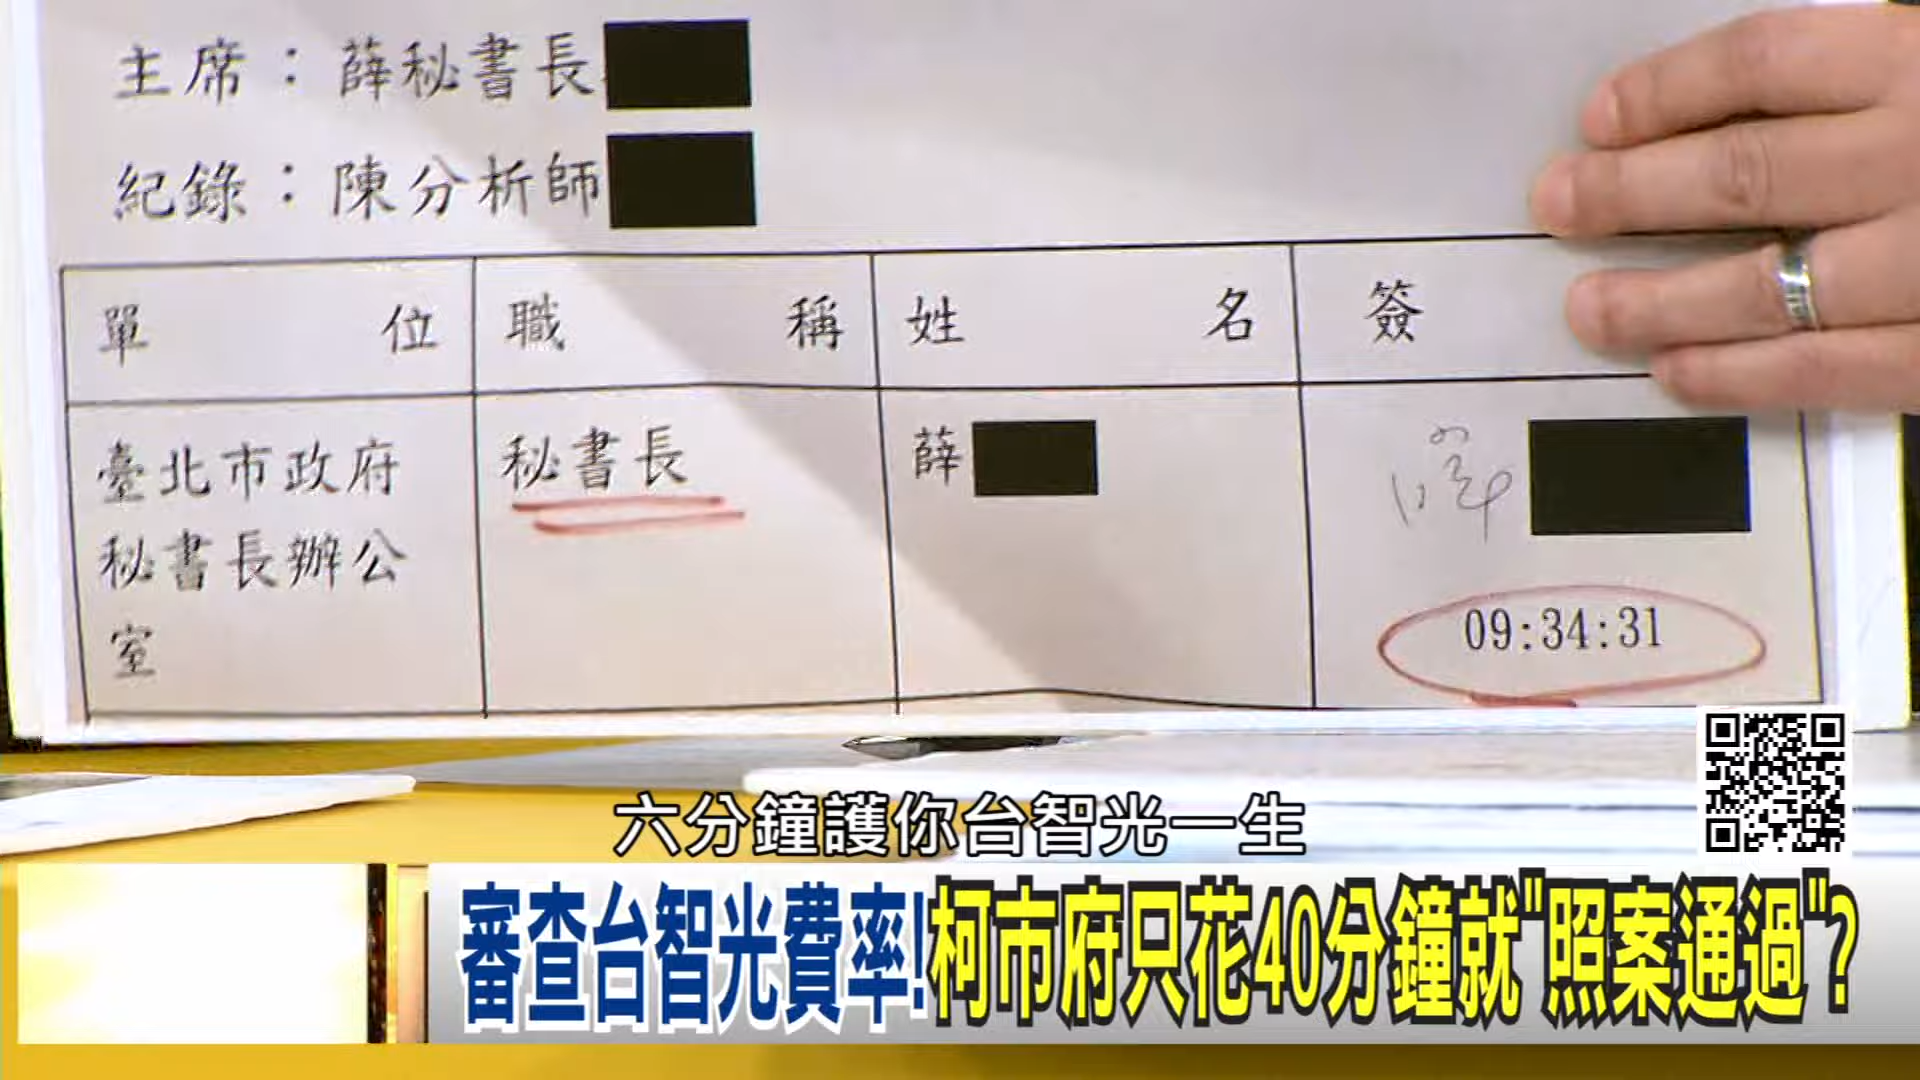 主席：薛秘書長
紀錄：陳分析師
單位 職稱 姓名 簽
臺北市政府 秘書長 薛 薛
秘書長辦公
室
09:34:31
六分鐘護你台智光一生
審查台智光費率!柯市府只花40分鐘就"照案通過"?